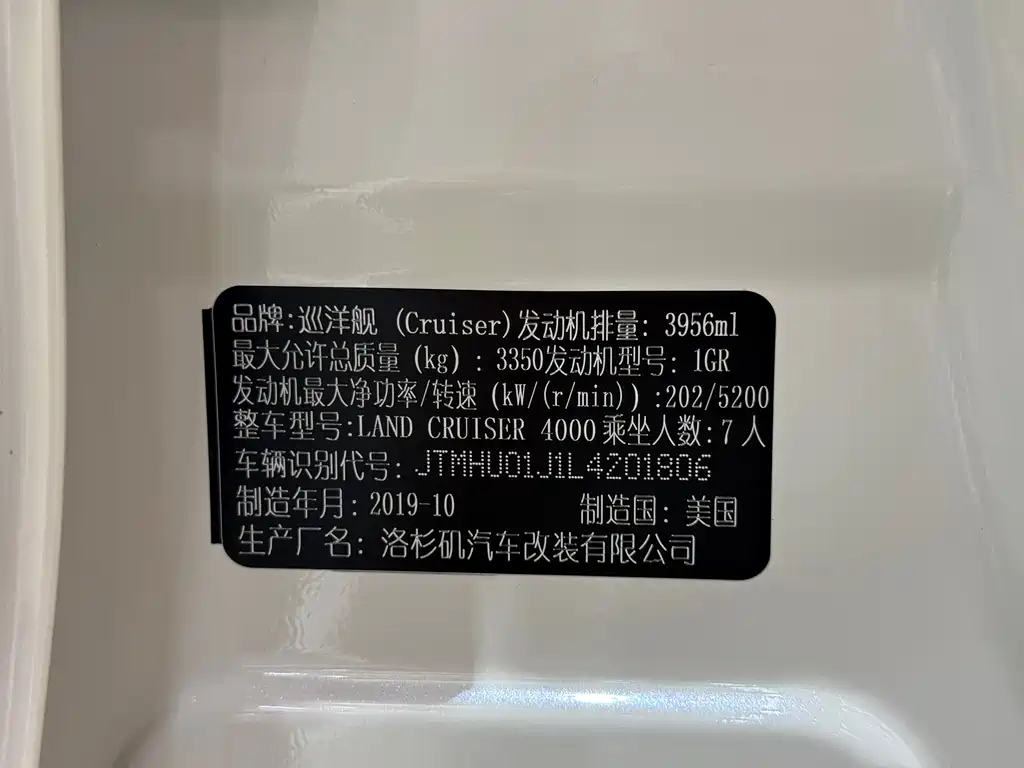 品牌:巡洋舰 (Cruiser)发动机排量: 3956ml
最大允许总质量 (kg) : 3350发动机型号: 1GR
发动机最大净功率/转速 (kW/(r/min)) :202/5200
整车型号:LAND CRUISER 4000 乘坐人数:7人
车辆识别代号: JTMHU01J1L4201806
制造年月: 2019-10 制造国: 美国
生产厂名: 洛杉矶汽车改装有限公司